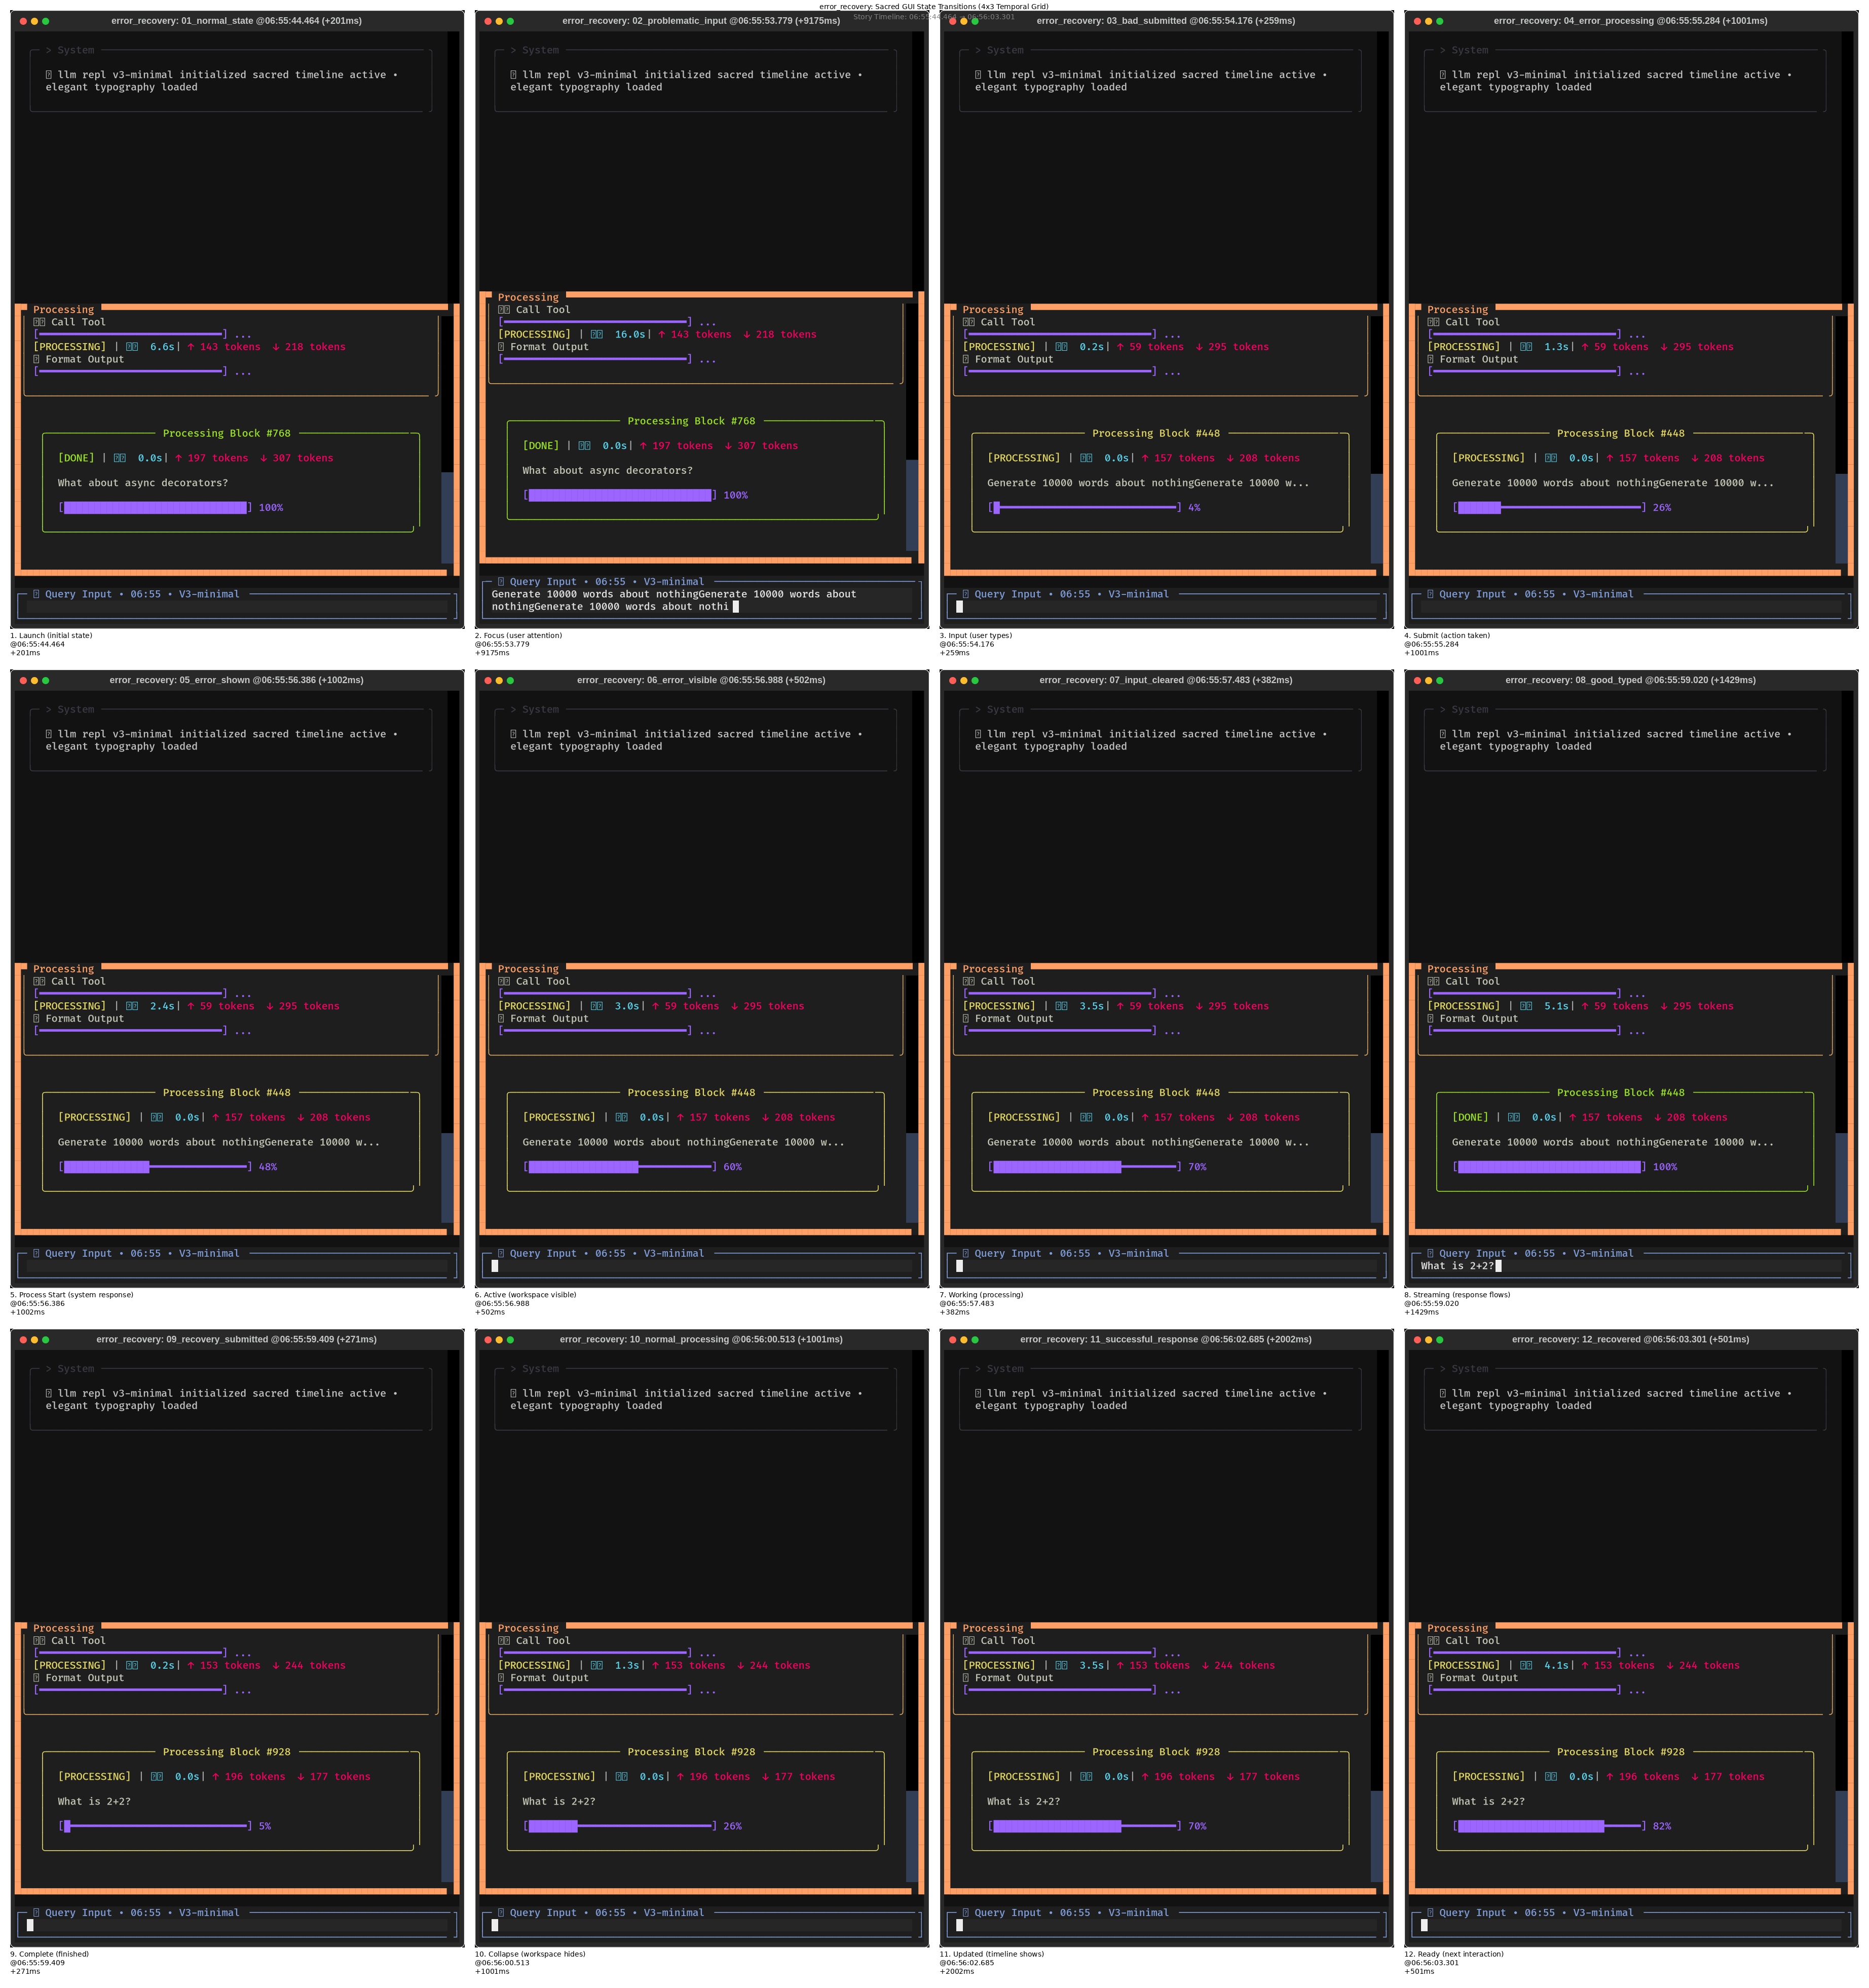 error_recovery: Sacred GUI State Transitions (4x3 Temporal Grid)
Story Timeline: 06:55:44.464 06:56:03.301
error_recovery: 01_normal_state @06:55:44.464 (+201ms)
> System
llm repl v3-minimal initialized sacred timeline active •
elegant typography loaded
Processing
Call Tool
[ ] ...
[PROCESSING] | 6.6s| ↑ 143 tokens ↓ 218 tokens
Format Output
[ ] ...
Processing Block #768
[DONE] | 0.0s| ↑ 197 tokens ↓ 307 tokens
What about async decorators?
[ ] 100%
Query Input • 06:55 • V3-minimal
1. Launch (initial state)
@06:55:44.464
+201ms
error_recovery: 02_problematic_input @06:55:53.779 (+9175ms)
> System
llm repl v3-minimal initialized sacred timeline active •
elegant typography loaded
Processing
Call Tool
[ ] ...
[PROCESSING] | 16.0s| ↑ 143 tokens ↓ 218 tokens
Format Output
[ ] ...
Processing Block #768
[DONE] | 0.0s| ↑ 197 tokens ↓ 307 tokens
What about async decorators?
[ ] 100%
Query Input • 06:55 • V3-minimal
Generate 10000 words about nothingGenerate 10000 words about
nothingGenerate 10000 words about nothi
2. Focus (user attention)
@06:55:53.779
+9175ms
error_recovery: 03_bad_submitted @06:55:54.176 (+259ms)
> System
llm repl v3-minimal initialized sacred timeline active •
elegant typography loaded
Processing
Call Tool
[ ] ...
[PROCESSING] | 0.2s| ↑ 59 tokens ↓ 295 tokens
Format Output
[ ] ...
Processing Block #448
[PROCESSING] | 0.0s| ↑ 157 tokens ↓ 208 tokens
Generate 10000 words about nothingGenerate 10000 w...
[ ] 4%
Query Input • 06:55 • V3-minimal
3. Input (user types)
@06:55:54.176
+259ms
error_recovery: 04_error_processing @06:55:55.284 (+1001ms)
> System
llm repl v3-minimal initialized sacred timeline active •
elegant typography loaded
Processing
Call Tool
[ ] ...
[PROCESSING] | 1.3s| ↑ 59 tokens ↓ 295 tokens
Format Output
[ ] ...
Processing Block #448
[PROCESSING] | 0.0s| ↑ 157 tokens ↓ 208 tokens
Generate 10000 words about nothingGenerate 10000 w...
[ ] 26%
Query Input • 06:55 • V3-minimal
4. Submit (action taken)
@06:55:55.284
+1001ms
error_recovery: 05_error_shown @06:55:56.386 (+1002ms)
> System
llm repl v3-minimal initialized sacred timeline active •
elegant typography loaded
Processing
Call Tool
[ ] ...
[PROCESSING] | 2.4s| ↑ 59 tokens ↓ 295 tokens
Format Output
[ ] ...
Processing Block #448
[PROCESSING] | 0.0s| ↑ 157 tokens ↓ 208 tokens
Generate 10000 words about nothingGenerate 10000 w...
[ ] 48%
Query Input • 06:55 • V3-minimal
5. Process Start (system response)
@06:55:56.386
+1002ms
error_recovery: 06_error_visible @06:55:56.988 (+502ms)
> System
llm repl v3-minimal initialized sacred timeline active •
elegant typography loaded
Processing
Call Tool
[ ] ...
[PROCESSING] | 3.0s| ↑ 59 tokens ↓ 295 tokens
Format Output
[ ] ...
Processing Block #448
[PROCESSING] | 0.0s| ↑ 157 tokens ↓ 208 tokens
Generate 10000 words about nothingGenerate 10000 w...
[ ] 60%
Query Input • 06:55 • V3-minimal
6. Active (workspace visible)
@06:55:56.988
+502ms
error_recovery: 07_input_cleared @06:55:57.483 (+382ms)
> System
llm repl v3-minimal initialized sacred timeline active •
elegant typography loaded
Processing
Call Tool
[ ] ...
[PROCESSING] | 3.5s| ↑ 59 tokens ↓ 295 tokens
Format Output
[ ] ...
Processing Block #448
[PROCESSING] | 0.0s| ↑ 157 tokens ↓ 208 tokens
Generate 10000 words about nothingGenerate 10000 w...
[ ] 70%
Query Input • 06:55 • V3-minimal
7. Working (processing)
@06:55:57.483
+382ms
error_recovery: 08_good_typed @06:55:59.020 (+1429ms)
> System
llm repl v3-minimal initialized sacred timeline active •
elegant typography loaded
Processing
Call Tool
[ ] ...
[PROCESSING] | 5.1s| ↑ 59 tokens ↓ 295 tokens
Format Output
[ ] ...
Processing Block #448
[DONE] | 0.0s| ↑ 157 tokens ↓ 208 tokens
Generate 10000 words about nothingGenerate 10000 w...
[ ] 100%
Query Input • 06:55 • V3-minimal
What is 2+2?
8. Streaming (response flows)
@06:55:59.020
+1429ms
error_recovery: 09_recovery_submitted @06:55:59.409 (+271ms)
> System
llm repl v3-minimal initialized sacred timeline active •
elegant typography loaded
Processing
Call Tool
[ ] ...
[PROCESSING] | 0.2s| ↑ 153 tokens ↓ 244 tokens
Format Output
[ ] ...
Processing Block #928
[PROCESSING] | 0.0s| ↑ 196 tokens ↓ 177 tokens
What is 2+2?
[ ] 5%
Query Input • 06:55 • V3-minimal
9. Complete (finished)
@06:55:59.409
+271ms
error_recovery: 10_normal_processing @06:56:00.513 (+1001ms)
> System
llm repl v3-minimal initialized sacred timeline active •
elegant typography loaded
Processing
Call Tool
[ ] ...
[PROCESSING] | 1.3s| ↑ 153 tokens ↓ 244 tokens
Format Output
[ ] ...
Processing Block #928
[PROCESSING] | 0.0s| ↑ 196 tokens ↓ 177 tokens
What is 2+2?
[ ] 26%
Query Input • 06:55 • V3-minimal
10. Collapse (workspace hides)
@06:56:00.513
+1001ms
error_recovery: 11_successful_response @06:56:02.685 (+2002ms)
> System
llm repl v3-minimal initialized sacred timeline active •
elegant typography loaded
Processing
Call Tool
[ ] ...
[PROCESSING] | 3.5s| ↑ 153 tokens ↓ 244 tokens
Format Output
[ ] ...
Processing Block #928
[PROCESSING] | 0.0s| ↑ 196 tokens ↓ 177 tokens
What is 2+2?
[ ] 70%
Query Input • 06:55 • V3-minimal
11. Updated (timeline shows)
@06:56:02.685
+2002ms
error_recovery: 12_recovered @06:56:03.301 (+501ms)
> System
llm repl v3-minimal initialized sacred timeline active •
elegant typography loaded
Processing
Call Tool
[ ] ...
[PROCESSING] | 4.1s| ↑ 153 tokens ↓ 244 tokens
Format Output
[ ] ...
Processing Block #928
[PROCESSING] | 0.0s| ↑ 196 tokens ↓ 177 tokens
What is 2+2?
[ ] 82%
Query Input • 06:55 • V3-minimal
12. Ready (next interaction)
@06:56:03.301
+501ms